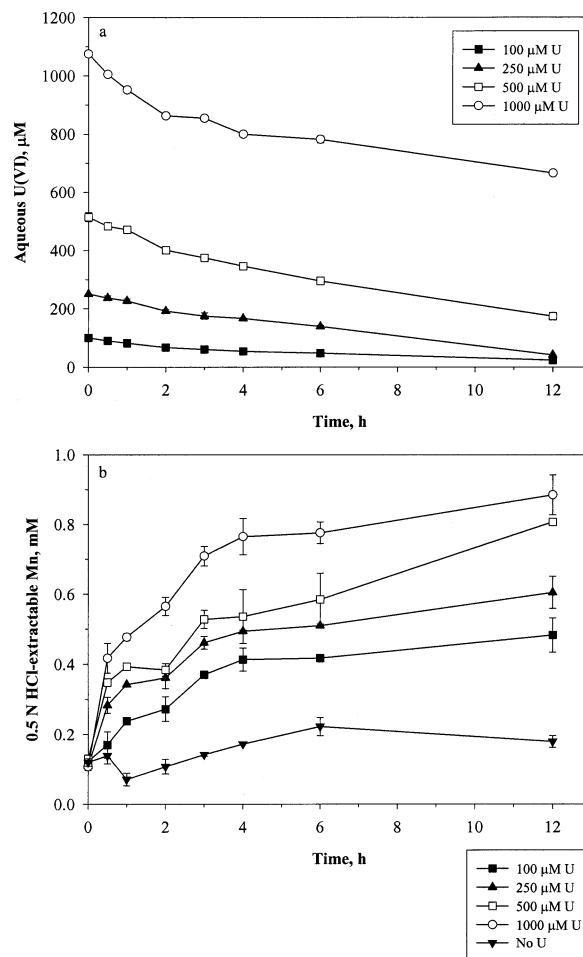 1200
a
1000
800
600
400
200
0
Aqueous U(VI), µM
100 µM U
250 µM U
500 µM U
1000 µM U
0 2 4 6 8 10 12
Time, h
1.0
b
0.8
0.6
0.4
0.2
0.0
0.5 N HCl-extractable Mn, mM
0 2 4 6 8 10 12
Time, h
100 µM U
250 µM U
500 µM U
1000 µM U
No U